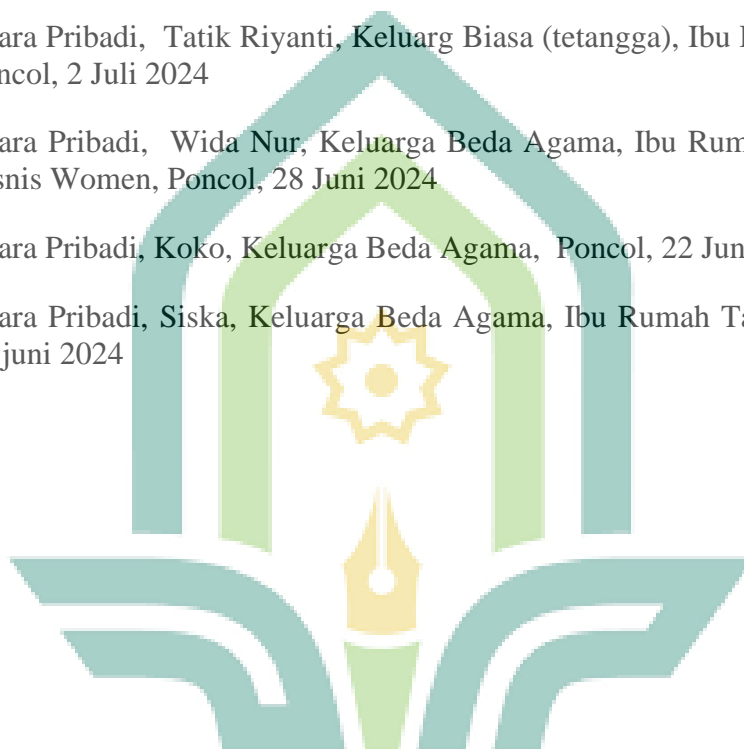 ara Pribadi, Tatik Riyanti, Keluarg Biasa (tetangga), Ibu
ncol, 2 Juli 2024
ara Pribadi, Wida Nur, Keluarga Beda Agama, Ibu Rum
snis Women, Poncol, 28 Juni 2024
ara Pribadi, Koko, Keluarga Beda Agama, Poncol, 22 Jun
ara Pribadi, Siska, Keluarga Beda Agama, Ibu Rumah Ta
juni 2024